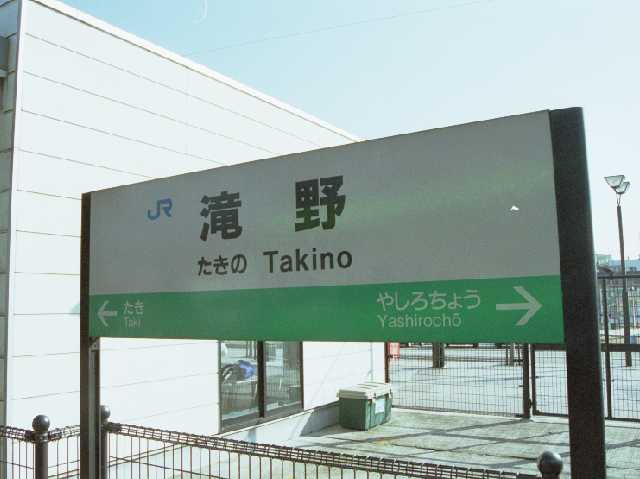 JR 滝野
たきの Takino
← たき やしろちょう →
Taki Yashirochō